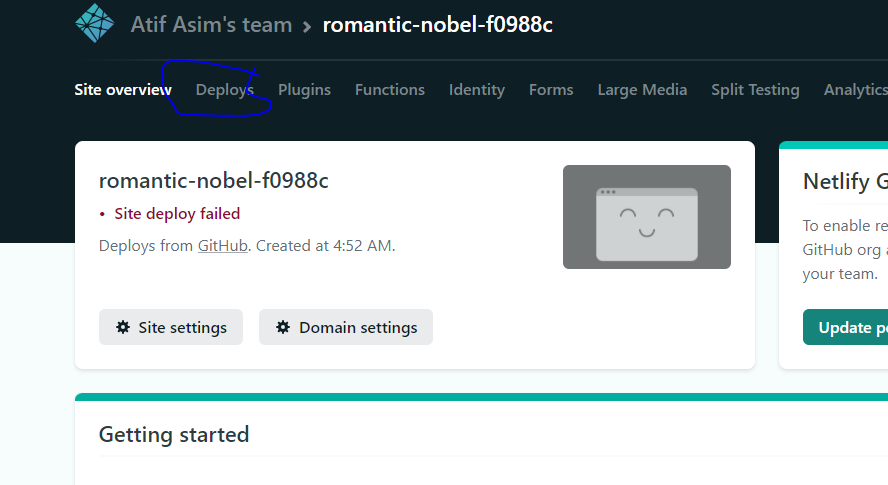 Atif Asim's team > romantic-nobel-f0988c
Site overview Deploys Plugins Functions Identity Forms Large Media Split Testing Analytics
romantic-nobel-f0988c
• Site deploy failed
Deploys from GitHub. Created at 4:52 AM.
Site settings Domain settings
Netlify G
To enable re
GitHub org a
your team.
Update pe
Getting started